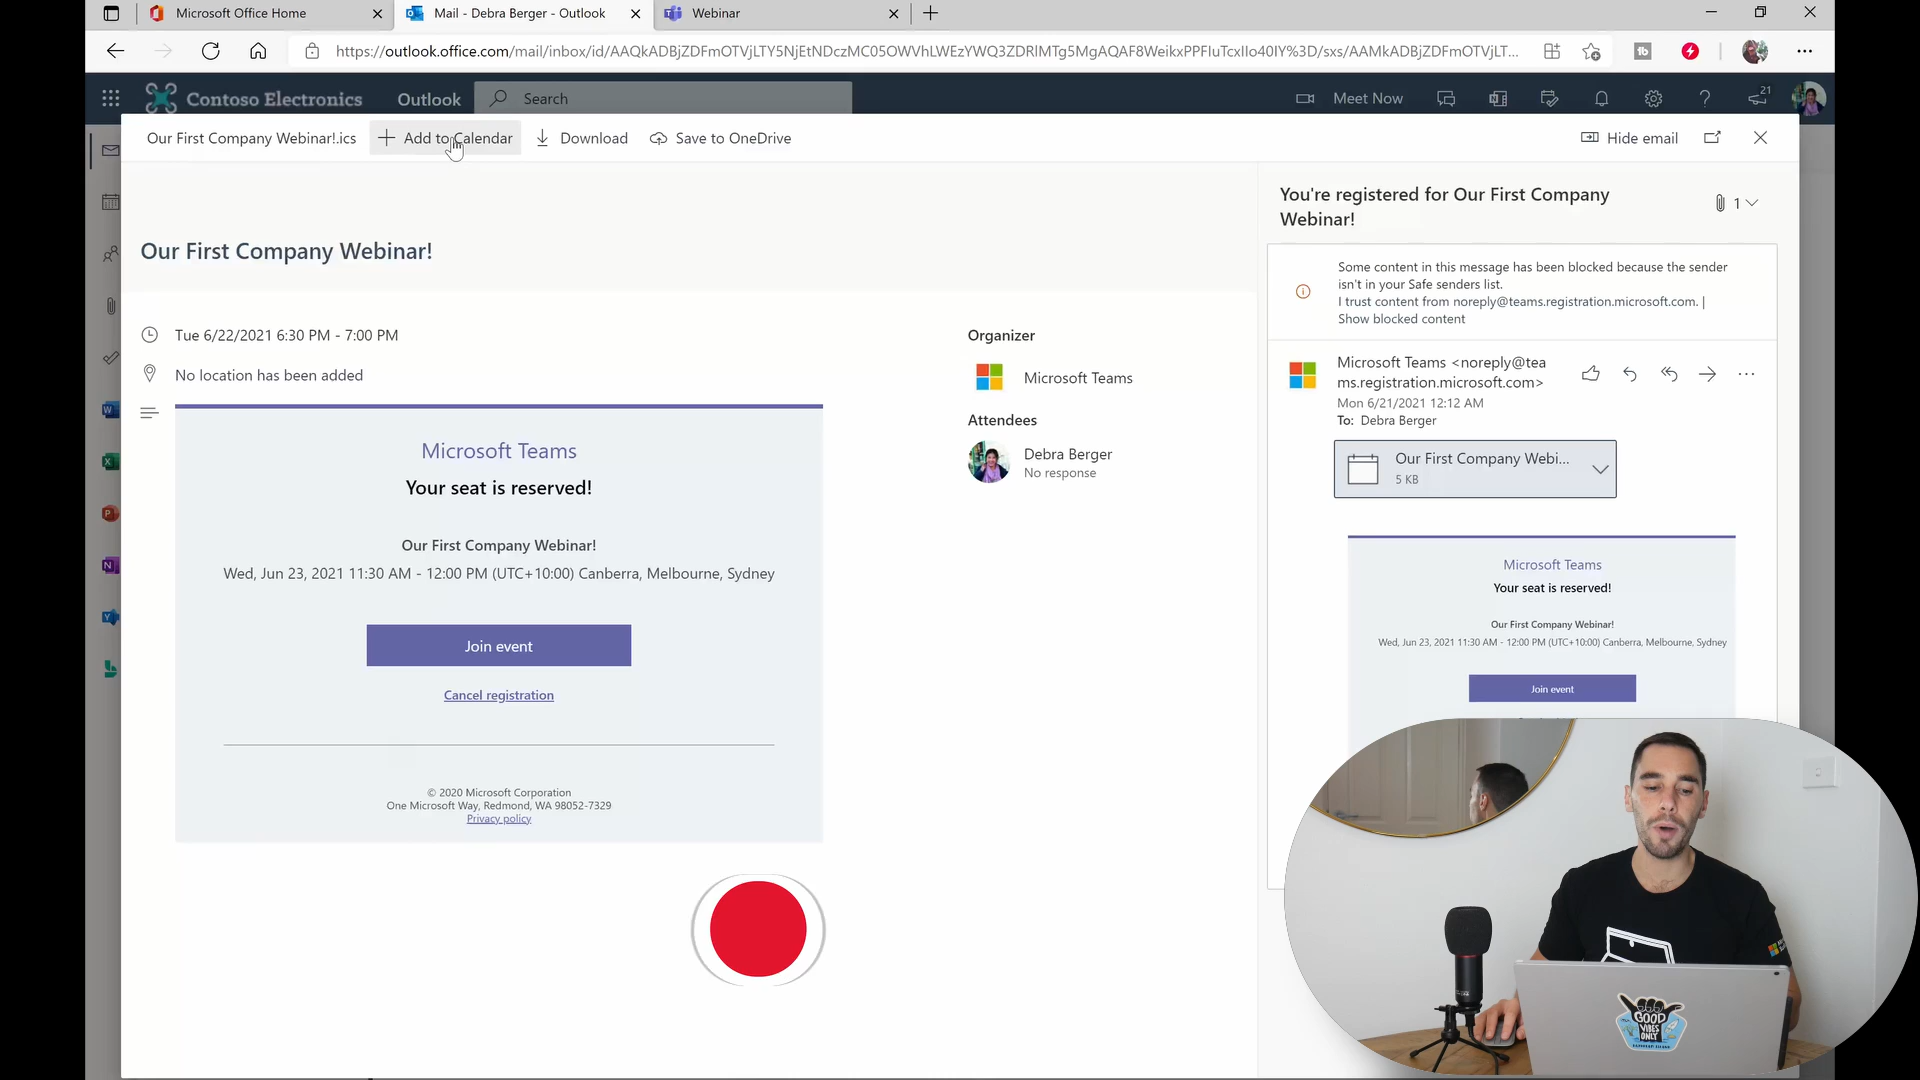 Microsoft Office Home
Mail - Debra Berger - Outlook
Webinar
https://outlook.office.com/mail/inbox/id/AAQkADBjZDFmOTVjLTY5NjEtNDczMC05OWVhLWEzYWQ3ZDRlMTg5MgAQAF8WeikxPPFIuTcxIIo40IY%3D/sxs/AAMkADBjZDFmOTVjLT...
Contoso Electronics
Outlook
Search
Meet Now
21
Our First Company Webinar!.ics
Add to Calendar
Download
Save to OneDrive
Hide email
Our First Company Webinar!
Tue 6/22/2021 6:30 PM - 7:00 PM
No location has been added
Microsoft Teams
Your seat is reserved!
Our First Company Webinar!
Wed, Jun 23, 2021 11:30 AM - 12:00 PM (UTC+10:00) Canberra, Melbourne, Sydney
Join event
Cancel registration
© 2020 Microsoft Corporation
One Microsoft Way, Redmond, WA 98052-7329
Privacy policy
Organizer
Microsoft Teams
Attendees
Debra Berger
No response
You're registered for Our First Company
Webinar!
1
Some content in this message has been blocked because the sender
isn't in your Safe senders list.
I trust content from noreply@teams.registration.microsoft.com. |
Show blocked content
Microsoft Teams <noreply@tea
ms.registration.microsoft.com>
Mon 6/21/2021 12:12 AM
To: Debra Berger
Our First Company Webi...
5 KB
Microsoft Teams
Your seat is reserved!
Our First Company Webinar!
Wed, Jun 23, 2021 11:30 AM - 12:00 PM (UTC+10:00) Canberra, Melbourne, Sydney
Join event
GOOD
VIBES
ONLY